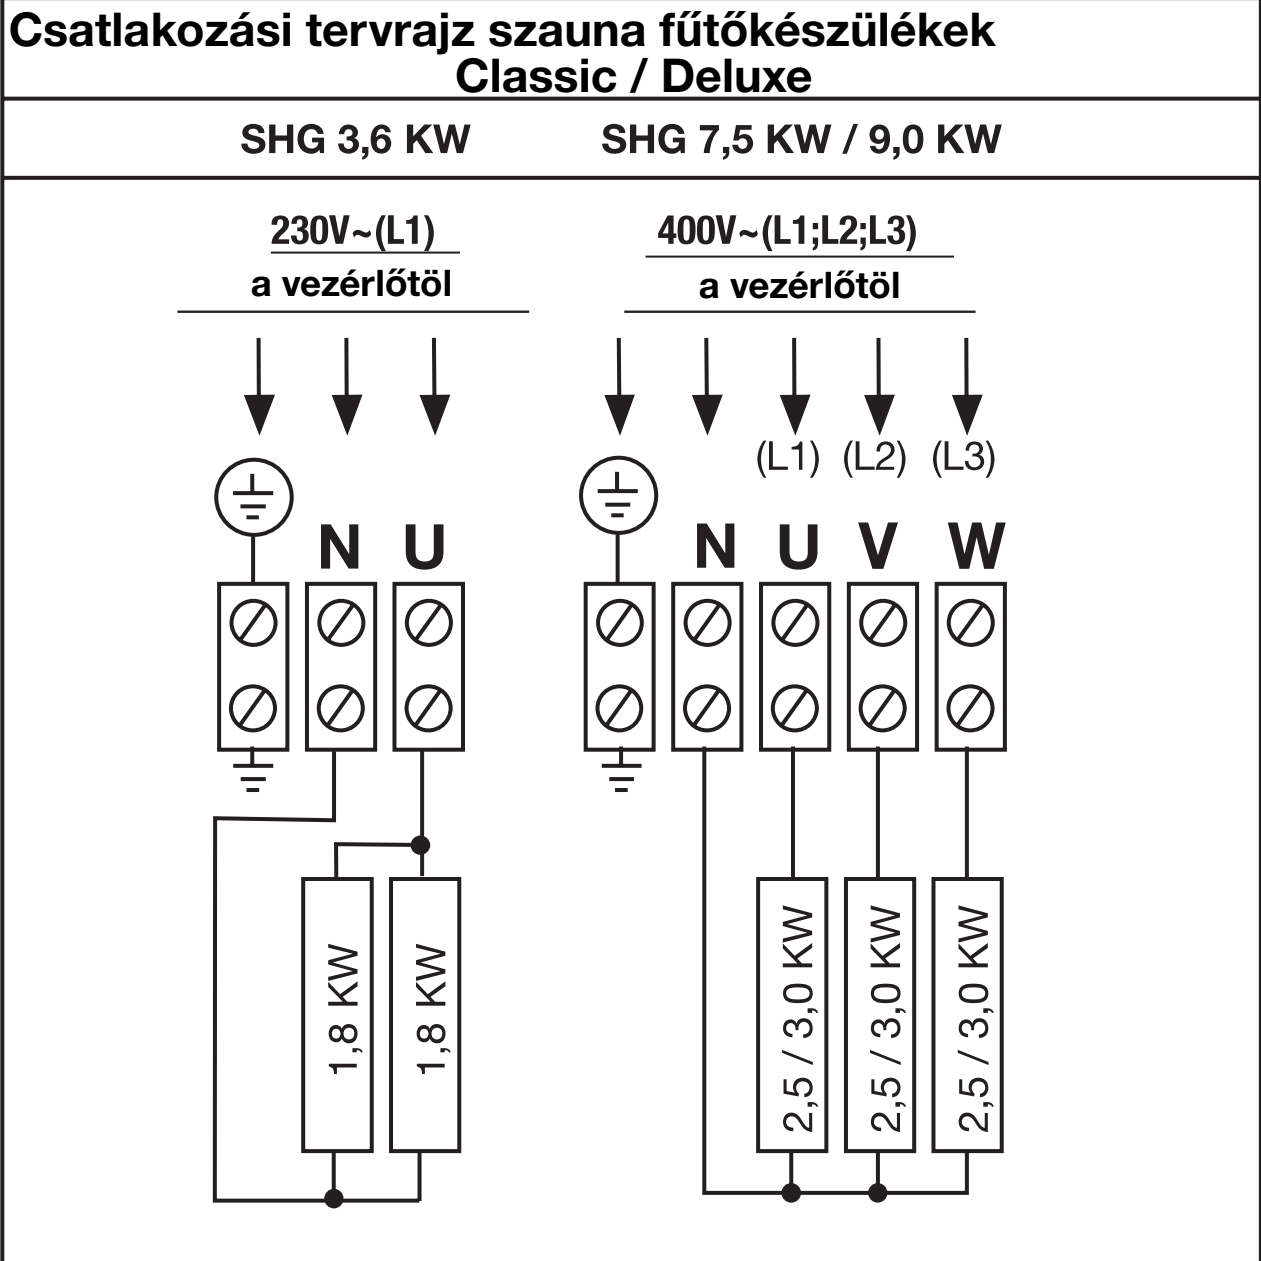 Csatlakozási tervrajz szauna fűtőkészülékek
Classic / Deluxe
SHG 3,6 KW
SHG 7,5 KW / 9,0 KW
230V~(L1)
a vezérlőtöl
400V~(L1;L2;L3)
a vezérlőtöl
(L1) (L2) (L3)
N U
N U V W
1,8 KW
1,8 KW
2,5 / 3,0 KW
2,5 / 3,0 KW
2,5 / 3,0 KW